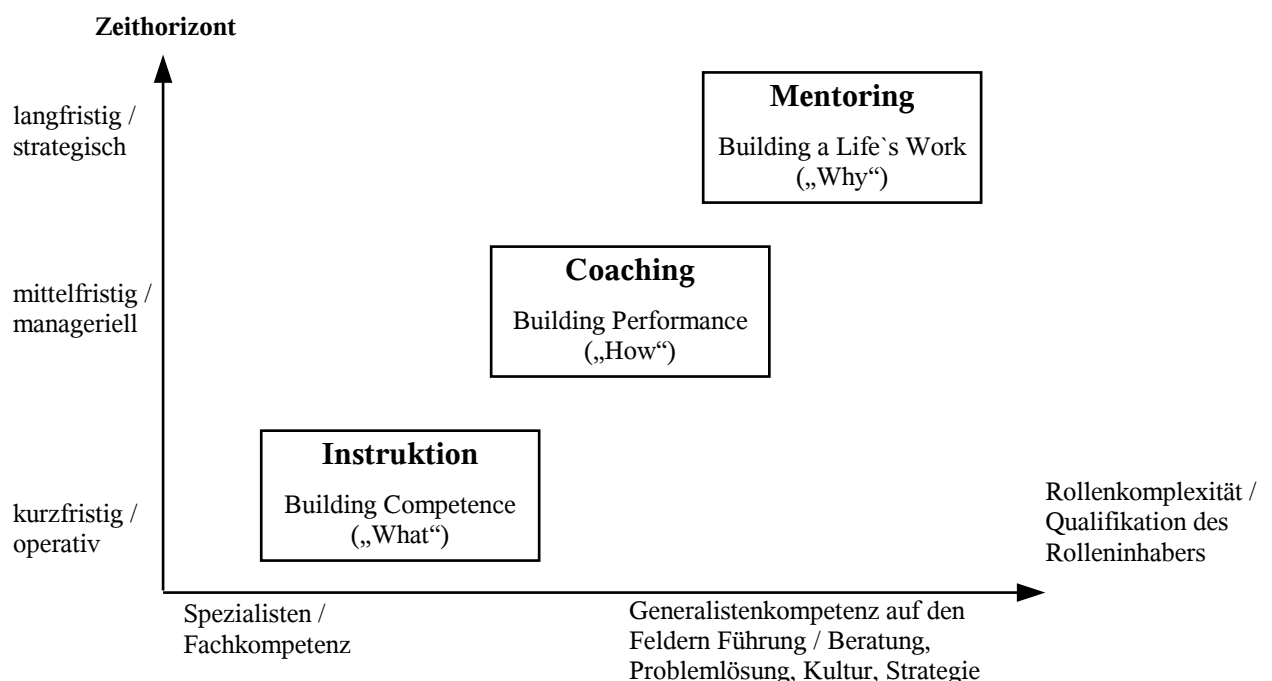 Zeithorizont
langfristig /
strategisch
Mentoring
Building a Life`s Work
(„Why“)
mittelfristig /
manageriell
Coaching
Building Performance
(„How“)
kurzfristig /
operativ
Instruktion
Building Competence
(„What“)
Rollenkomplexität /
Qualifikation des
Rolleninhabers
Spezialisten /
Fachkompetenz
Generalistenkompetenz auf den
Feldern Führung / Beratung,
Problemlösung, Kultur, Strategie